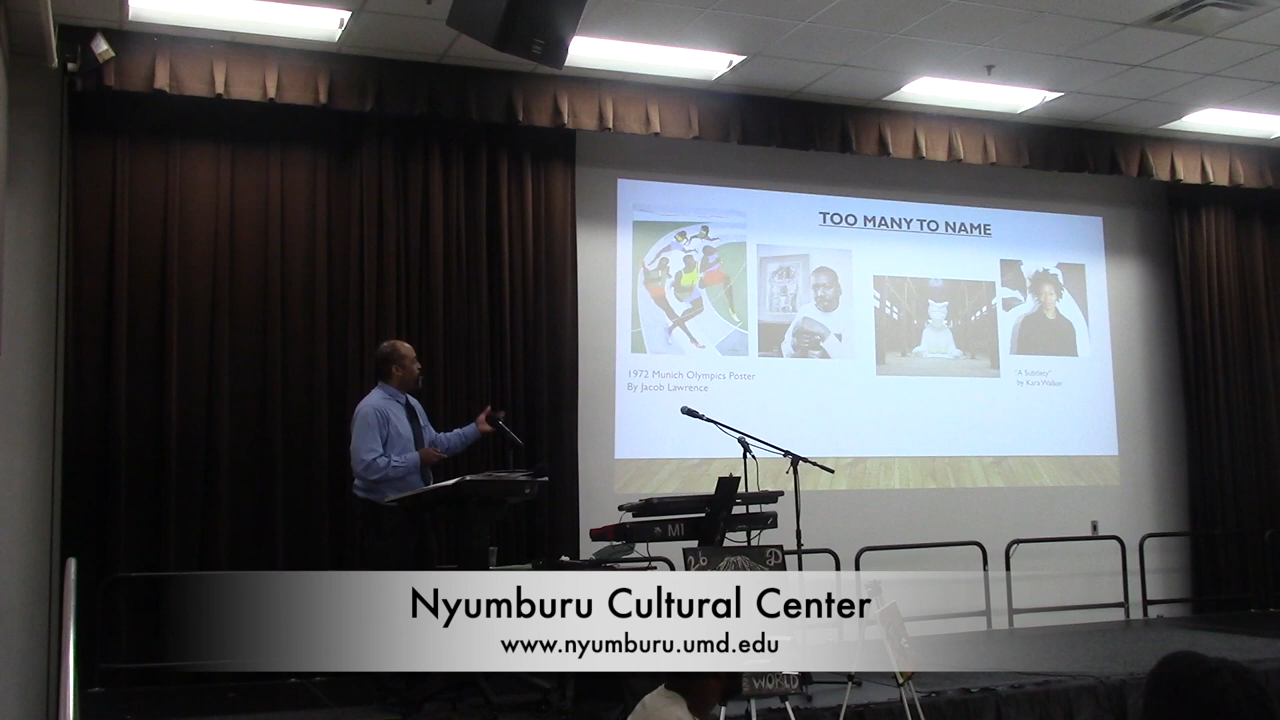 TOO MANY TO NAME
1972 Munich Olympics Poster
By Jacob Lawrence
"A Subtlety"
by Kara Walker
MI
WORLD
Nyumburu Cultural Center
www.nyumburu.umd.edu